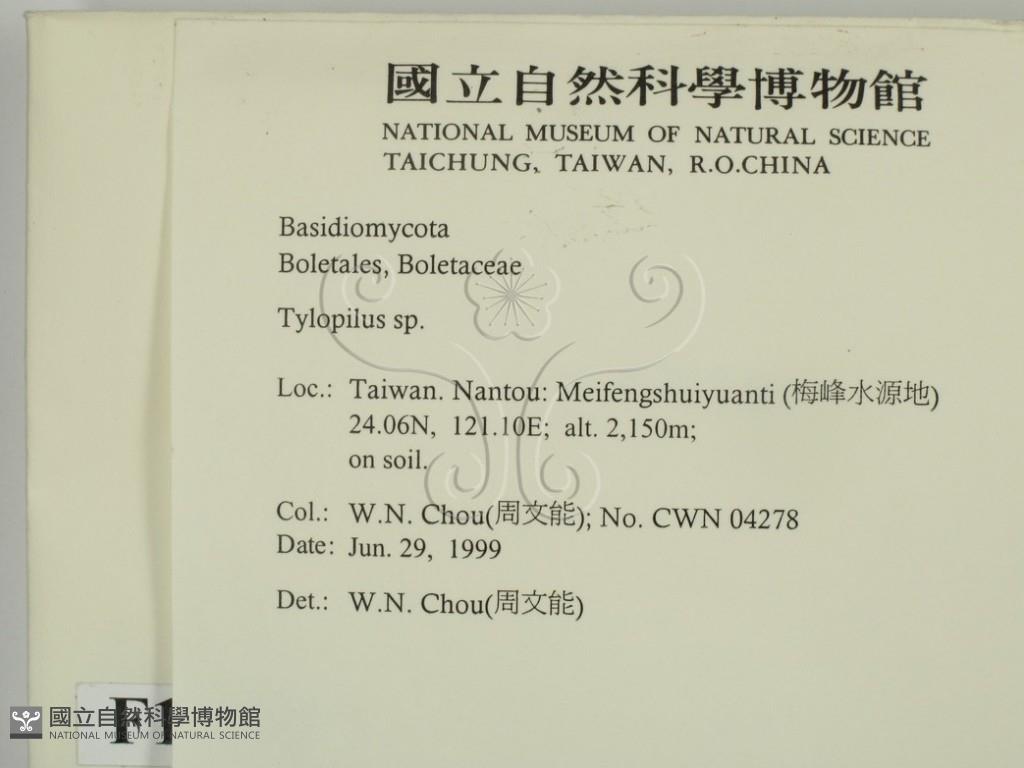 國立自然科學博物館
NATIONAL MUSEUM OF NATURAL SCIENCE
TAICHUNG, TAIWAN, R.O.CHINA
Basidiomycota
Boletales, Boletaceae
Tylopilus sp.
Loc.: Taiwan. Nantou: Meifengshuiyuanti (梅峰水源地)
24.06N, 121.10E; alt. 2,150m;
on soil.
Col.: W.N. Chou(周文能); No. CWN 04278
Date: Jun. 29, 1999
Det.: W.N. Chou(周文能)
F1
國立自然科學博物館
NATIONAL MUSEUM OF NATURAL SCIENCE